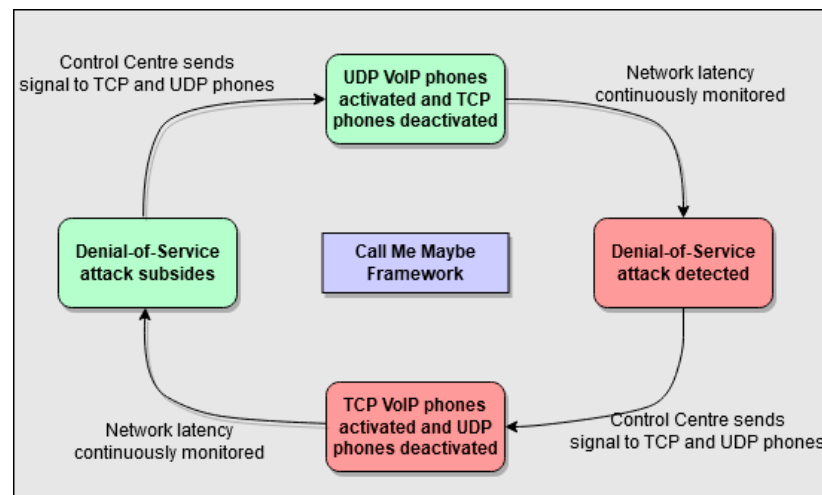 Control Centre sends
signal to TCP and UDP phones
UDP VoIP phones
activated and TCP
phones deactivated
Network latency
continuously monitored
Denial-of-Service
attack subsides
Call Me Maybe
Framework
Denial-of-Service
attack detected
Network latency
continuously monitored
TCP VoIP phones
activated and UDP
phones deactivated
Control Centre sends
signal to TCP and UDP phones